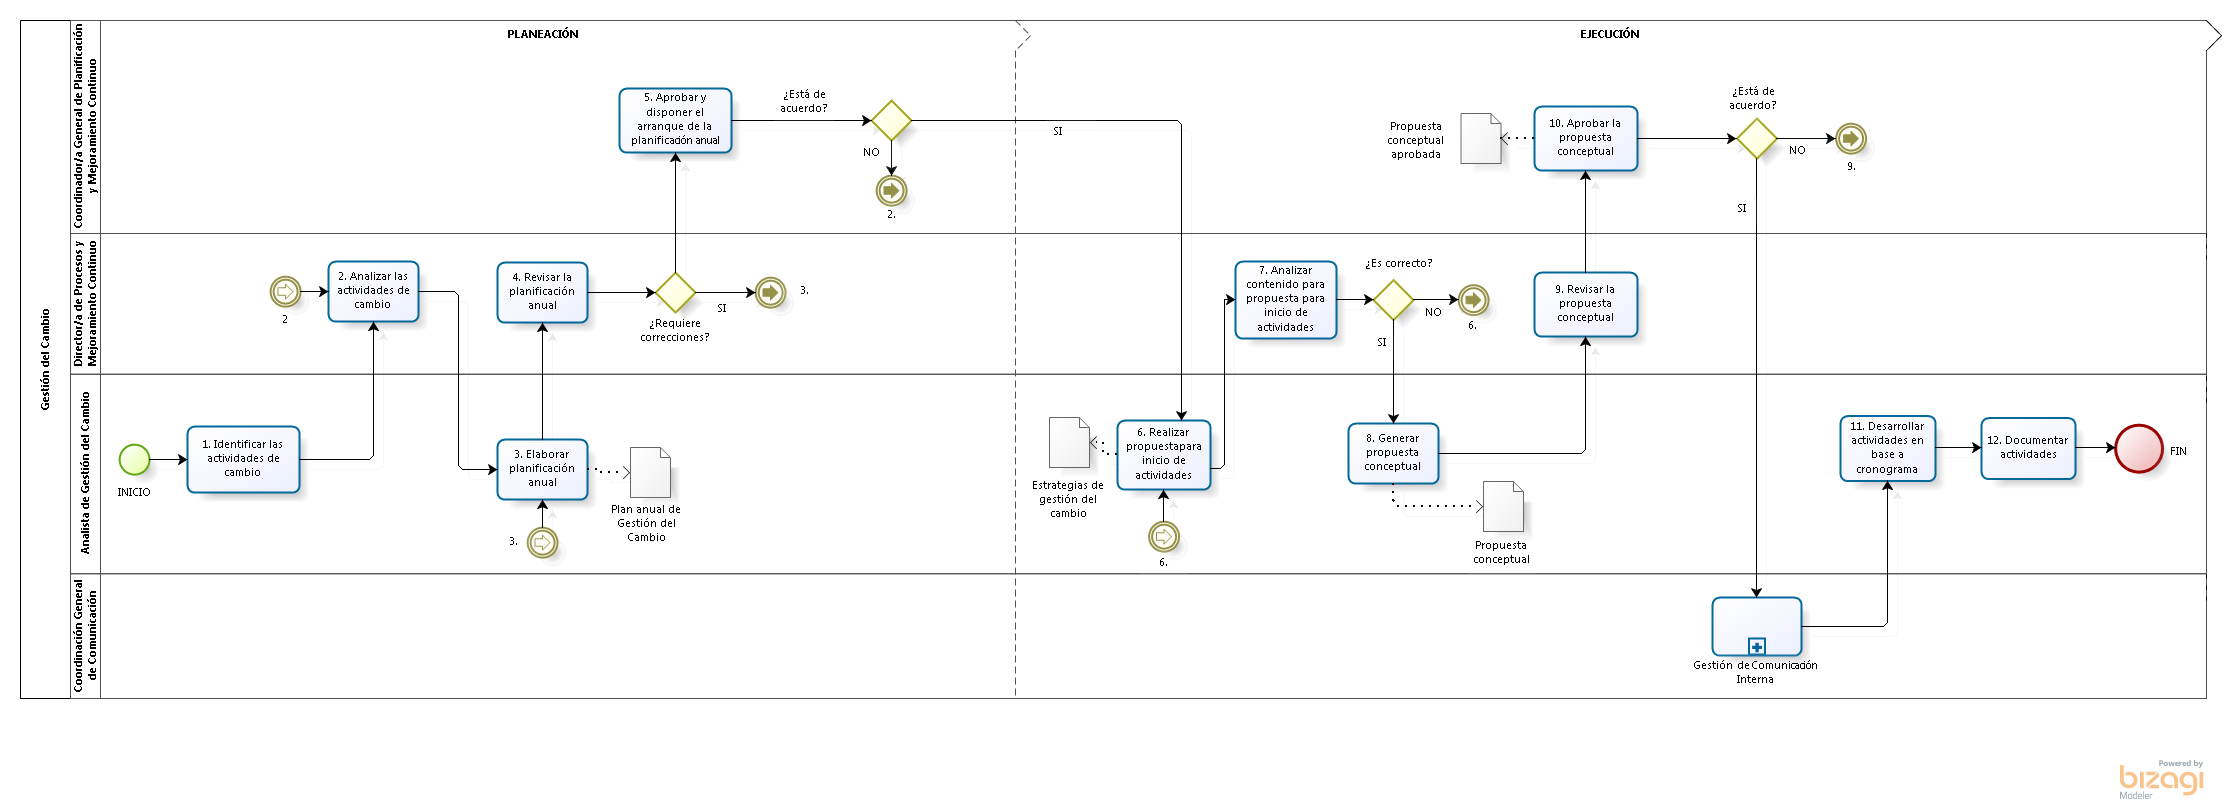 Gestión del Cambio
PLANEACIÓN
EJECUCIÓN
Coordinador/a General de Planificación
y Mejoramiento Continuo
5. Aprobar y
disponer el
arranque de la
planificación anual
¿Está de
acuerdo?
NO
2.
SI
Propuesta
conceptual
aprobada
10. Aprobar la
propuesta
conceptual
¿Está de
acuerdo?
NO
9.
SI
Director/a de Procesos y
Mejoramiento Continuo
2
2. Analizar las
actividades de
cambio
4. Revisar la
planificación
anual
¿Requiere
correcciones?
SI
3.
7. Analizar
contenido para
propuesta para
inicio de
actividades
¿Es correcto?
NO
6.
SI
9. Revisar la
propuesta
conceptual
Analista de Gestión del Cambio
INICIO
1. Identificar las
actividades de
cambio
3. Elaborar
planificación
anual
3.
Plan anual de
Gestión del
Cambio
Estrategias de
gestión del
cambio
6. Realizar
propuestapara
inicio de
actividades
6.
8. Generar
propuesta
conceptual
Propuesta
conceptual
11. Desarrollar
actividades en
base a
cronograma
12. Documentar
actividades
FIN
Coordinación General
de Comunicación
Gestión de Comunicación
Interna
Powered by
bizagi
Modeler